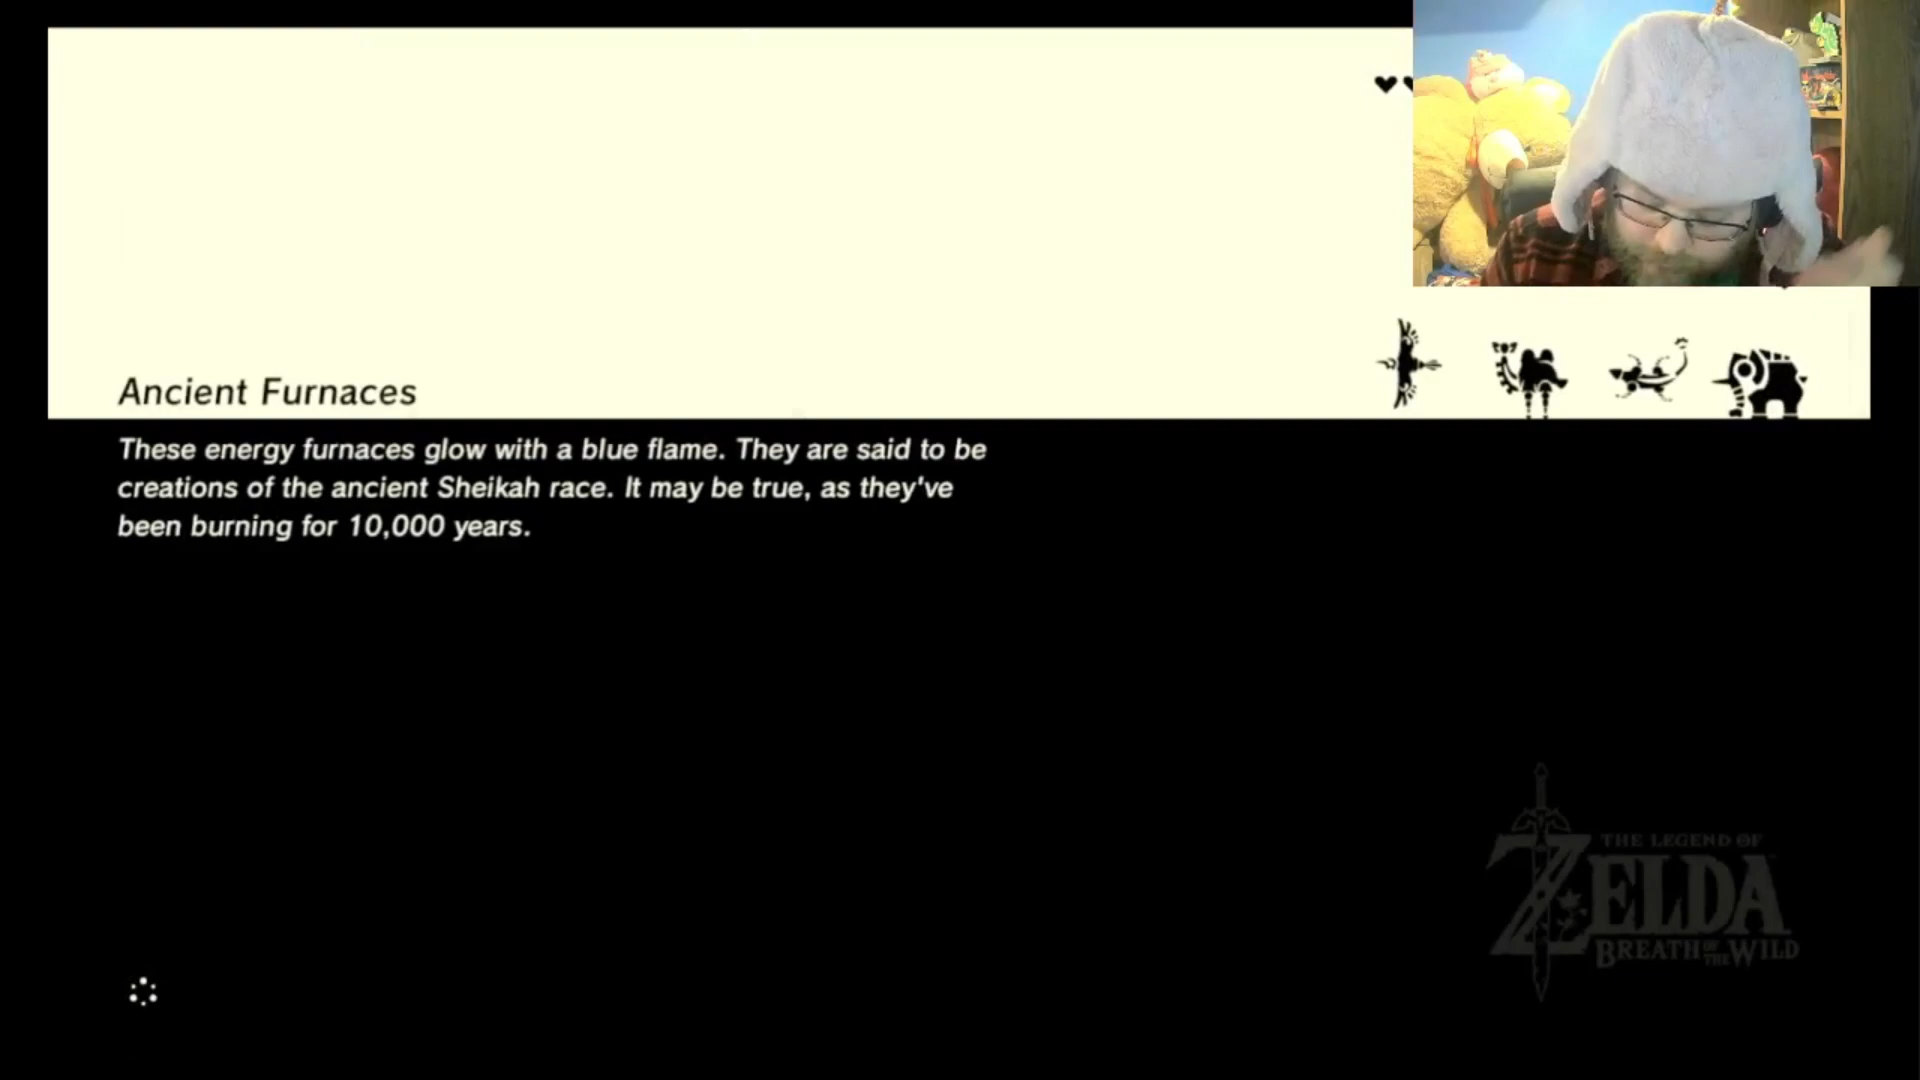 Ancient Furnaces
These energy furnaces glow with a blue flame. They are said to be
creations of the ancient Sheikah race. It may be true, as they've
been burning for 10,000 years.
THE LEGEND OF
ZELDA
BREATH OF THE WILD